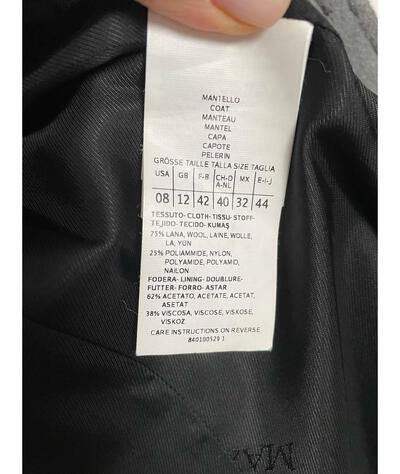 MANTELLO
COAT
MANTEAU
MANTEL
CAPA
CAPOTE
PELERIN
GRÖSSE TAILLE TALLA SIZE TAGLIA
USA GB F-B CH-D A-NL MX E-I-J
08 12 42 40 32 44
TESSUTO- CLOTH-TISSU-STOFF-
TEJIDO-TECIDO-KUMAŞ
75% LANA, WOOL, LAINE, WOLLE,
LÃ, YÜN
25% POLIAMMIDE, NYLON,
POLYAMIDE, POLYAMID,
NAILON
FODERA- LINING-DOUBLURE-
FUTTER-FORRO-ASTAR
62% ACETATO, ACETATE, ACETAT,
ASETAT
38% VISCOSA, VISCOSE, VISKOSE,
VISKOZ
CARE INSTRUCTIONS ON REVERSE
840100529 1
MA